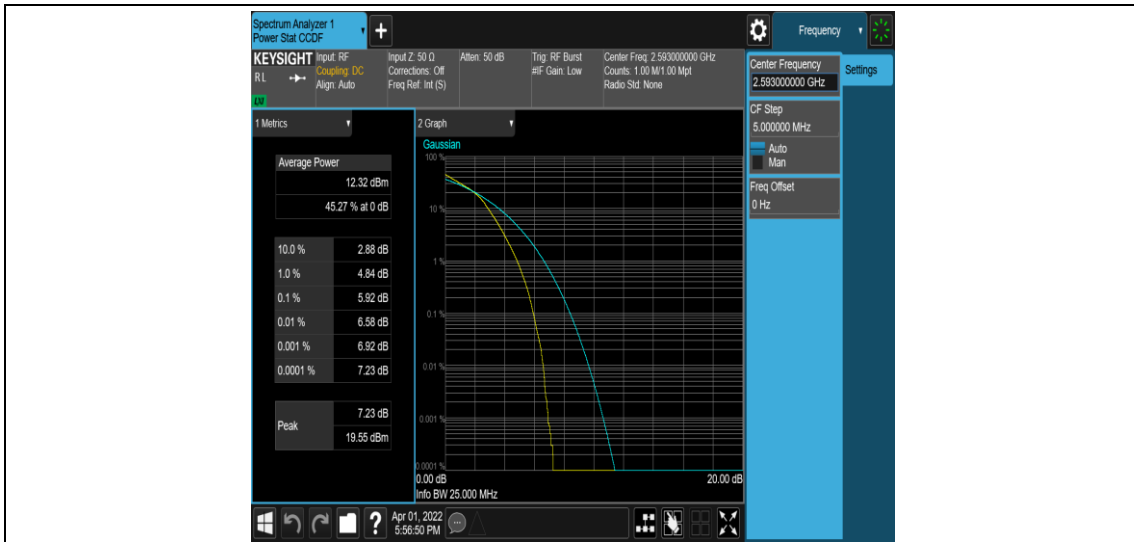 Spectrum Analyzer 1
Power Stat CCDF
+
Frequency
KEYSIGHT
RL
LXI
Input: RF
Coupling: DC
Align: Auto
Input Z: 50 Ω
Corrections: Off
Freq Ref: Int (S)
Atten: 50 dB
Trig: RF Burst
#IF Gain: Low
Center Freq: 2.593000000 GHz
Counts: 1.00 M/1.00 Mpt
Radio Std: None
Center Frequency
2.593000000 GHz
Settings
CF Step
5.000000 MHz
Auto
Man
Freq Offset
0 Hz
1 Metrics
Average Power
12.32 dBm
45.27 % at 0 dB
10.0 % 2.88 dB
1.0 % 4.84 dB
0.1 % 5.92 dB
0.01 % 6.58 dB
0.001 % 6.92 dB
0.0001 % 7.23 dB
Peak
7.23 dB
19.55 dBm
2 Graph
Gaussian
100 %
10 %
1 %
0.1 %
0.01 %
0.001 %
0.0001 %
0.00 dB 20.00 dB
Info BW 25.000 MHz
?
Apr 01, 2022
5:56:50 PM